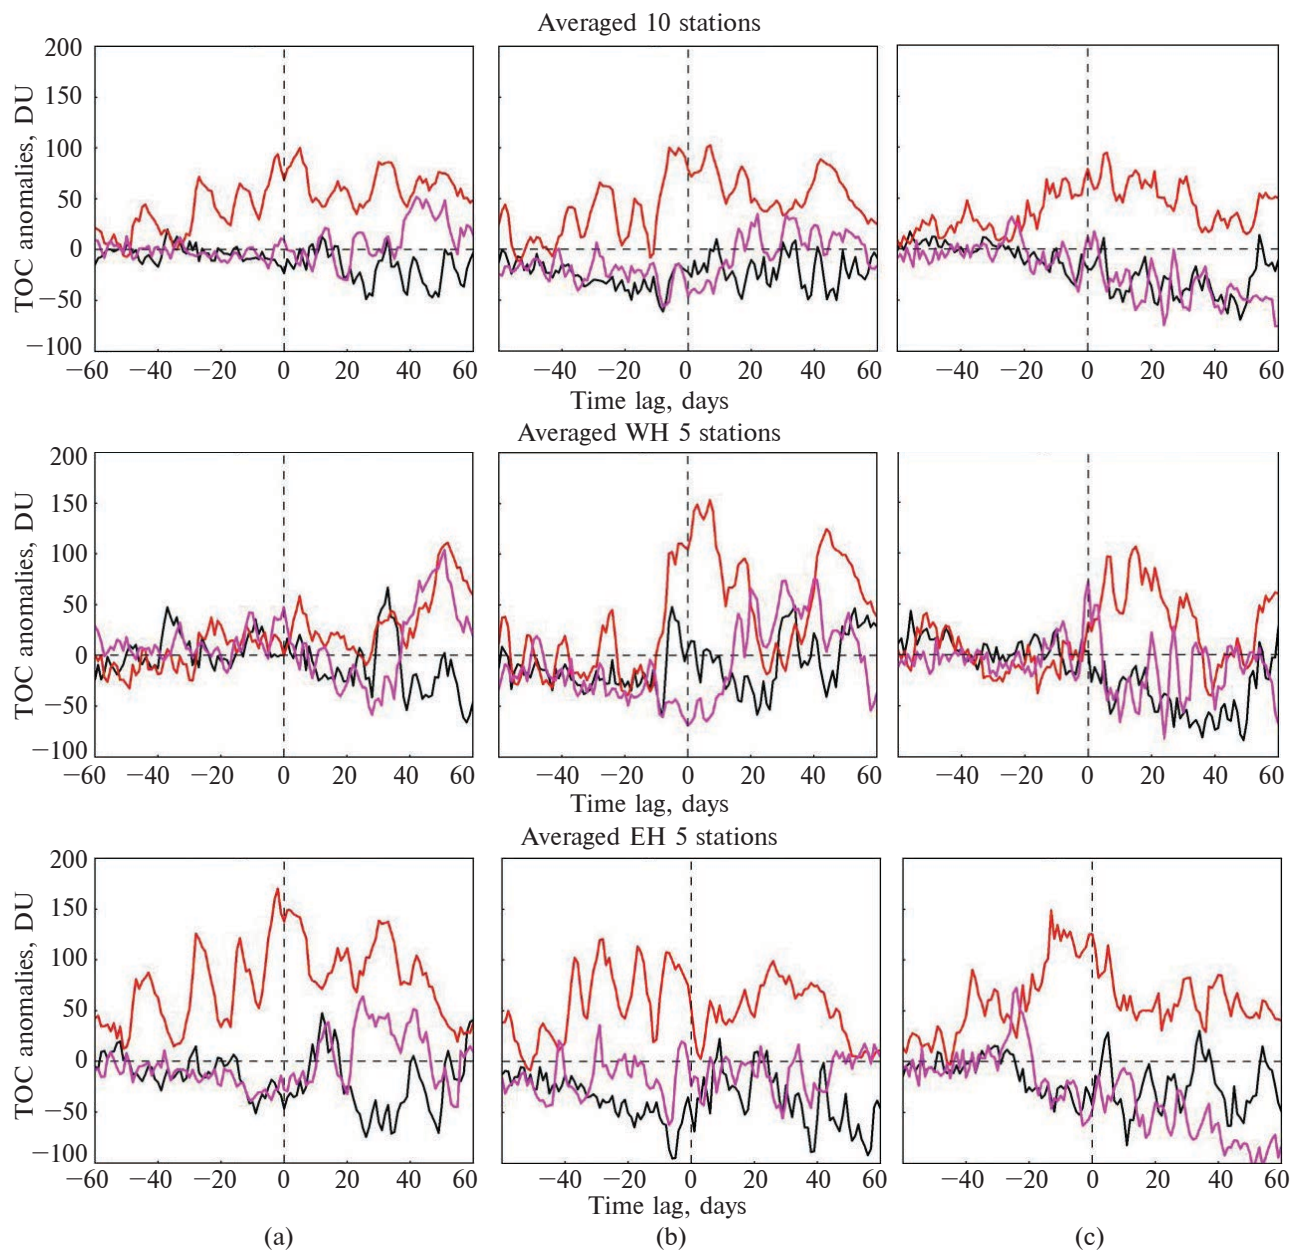 Averaged 10 stations
TOC anomalies, DU
200
150
100
50
0
−50
−100
−60 −40 −20 0 20 40 60
−40 −20 0 20 40 60
−40 −20 0 20 40 60
Time lag, days
Averaged WH 5 stations
TOC anomalies, DU
200
150
100
50
0
−50
−100
−60 −40 −20 0 20 40 60
−40 −20 0 20 40 60
−40 −20 0 20 40 60
Time lag, days
Averaged EH 5 stations
TOC anomalies, DU
200
150
100
50
0
−50
−100
−60 −40 −20 0 20 40 60
−40 −20 0 20 40 60
−40 −20 0 20 40 60
Time lag, days
(a) (b) (c)